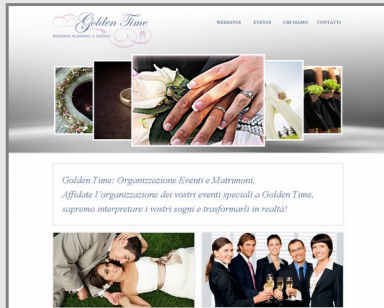 Golden Time
WEDDING PLANNING & EVENTS
WEDDINGS EVENTS CHI SIAMO CONTATTI
Golden Time: Organizzazione Eventi e Matrimoni.
Affidate l'organizzazione dei vostri eventi speciali a Golden Time,
sapremo interpretare i vostri sogni e trasformarli in realtà!